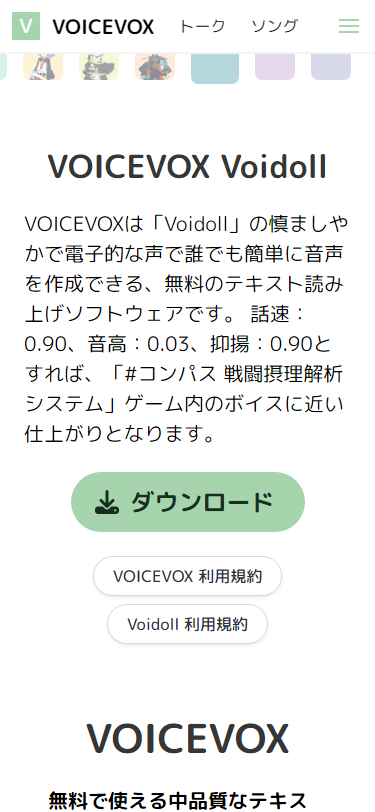 V VOICEVOX トーク ソング
VOICEVOX Voidoll
VOICEVOXは「Voidoll」の慎ましや
かで電子的な声で誰でも簡単に音声
を作成できる、無料のテキスト読み
上げソフトウェアです。 話速：
0.90、音高：0.03、抑揚：0.90と
すれば、「#コンパス 戦闘摂理解析
システム」ゲーム内のボイスに近い
仕上がりとなります。
ダウンロード
VOICEVOX 利用規約
Voidoll 利用規約
VOICEVOX
無料で使える中品質なテキス